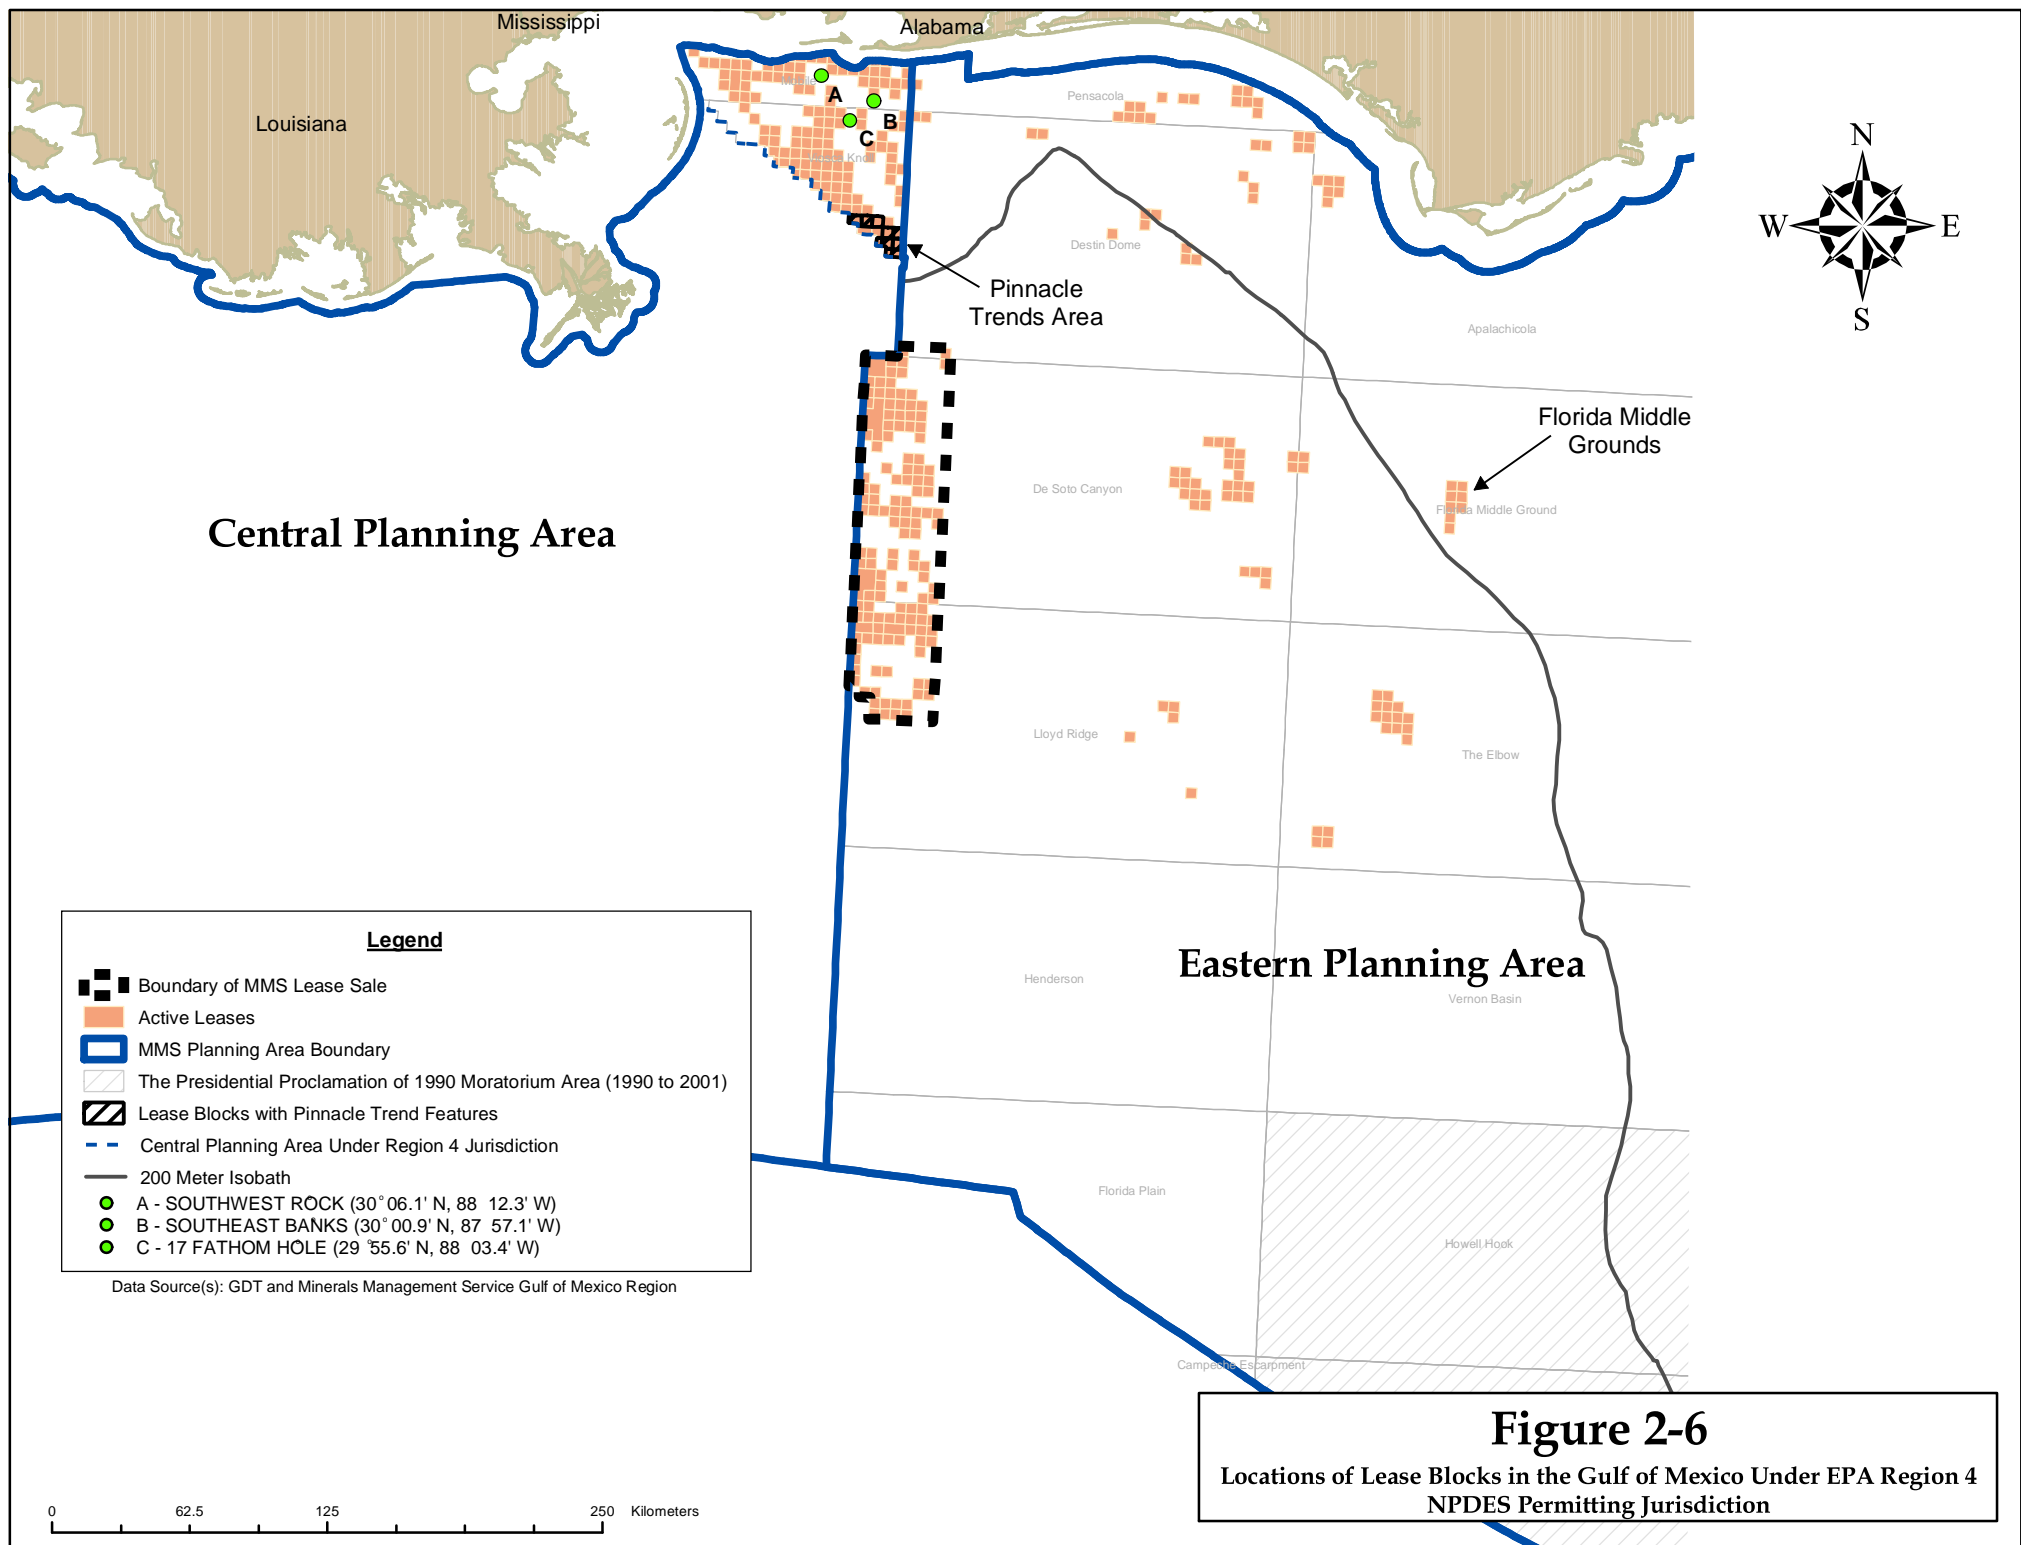 Mississippi
Alabama
Louisiana
Mobile
Pensacola
A
B
C
N
W
E
S
Destin Dome
Pinnacle
Trends Area
Apalachicola
Florida Middle
Grounds
De Soto Canyon
Florida Middle Ground
Central Planning Area
Lloyd Ridge
The Elbow
Eastern Planning Area
Henderson
Vernon Basin
Florida Plain
Howell Hook
Campeche Escarpment
Legend
Boundary of MMS Lease Sale
Active Leases
MMS Planning Area Boundary
The Presidential Proclamation of 1990 Moratorium Area (1990 to 2001)
Lease Blocks with Pinnacle Trend Features
Central Planning Area Under Region 4 Jurisdiction
200 Meter Isobath
A - SOUTHWEST ROCK (30° 06.1' N, 88 12.3' W)
B - SOUTHEAST BANKS (30° 00.9' N, 87 57.1' W)
C - 17 FATHOM HOLE (29 °55.6' N, 88 03.4' W)
Data Source(s): GDT and Minerals Management Service Gulf of Mexico Region
Figure 2-6
Locations of Lease Blocks in the Gulf of Mexico Under EPA Region 4
NPDES Permitting Jurisdiction
0 62.5 125 250 Kilometers